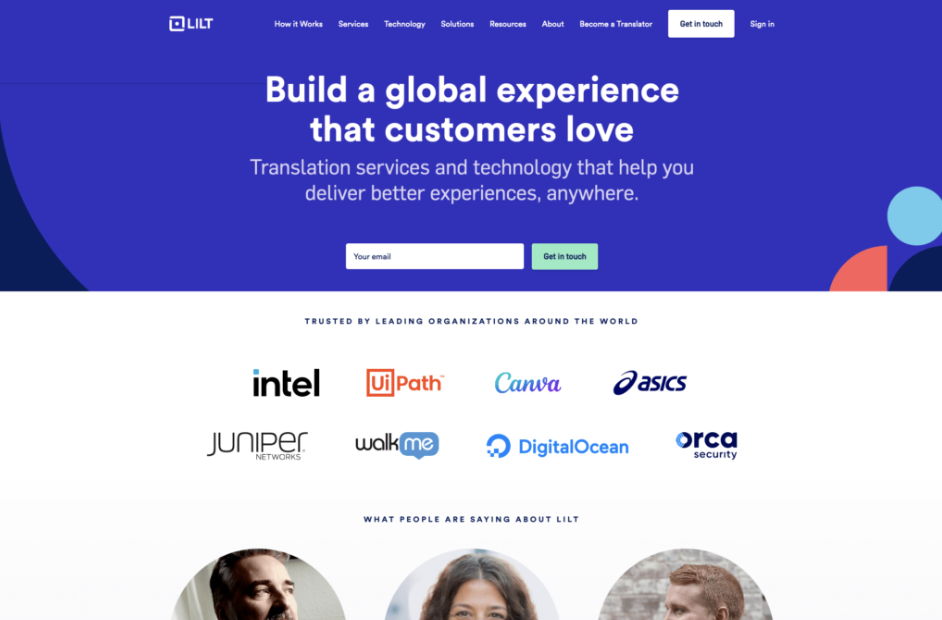 LILT
How it Works Services Technology Solutions Resources About Become a Translator Get in touch Sign in
Build a global experience
that customers love
Translation services and technology that help you
deliver better experiences, anywhere.
Your email Get in touch
TRUSTED BY LEADING ORGANIZATIONS AROUND THE WORLD
intel UiPath™ Canva asics
JUNIPEr walkme DigitalOcean orca
NETWORKS security
WHAT PEOPLE ARE SAYING ABOUT LILT